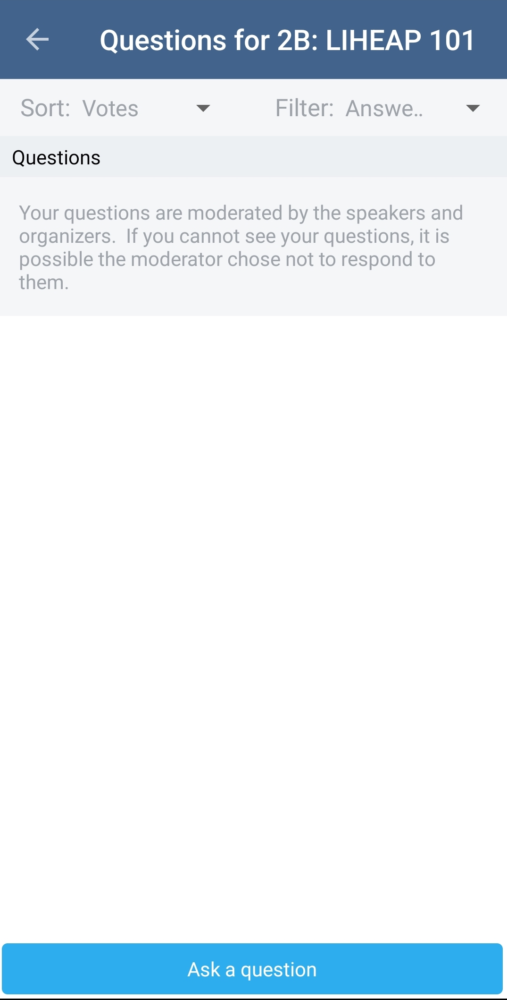 Questions for 2B: LIHEAP 101
Sort: Votes Filter: Answe..
Questions
Your questions are moderated by the speakers and
organizers.  If you cannot see your questions, it is
possible the moderator chose not to respond to
them.
Ask a question